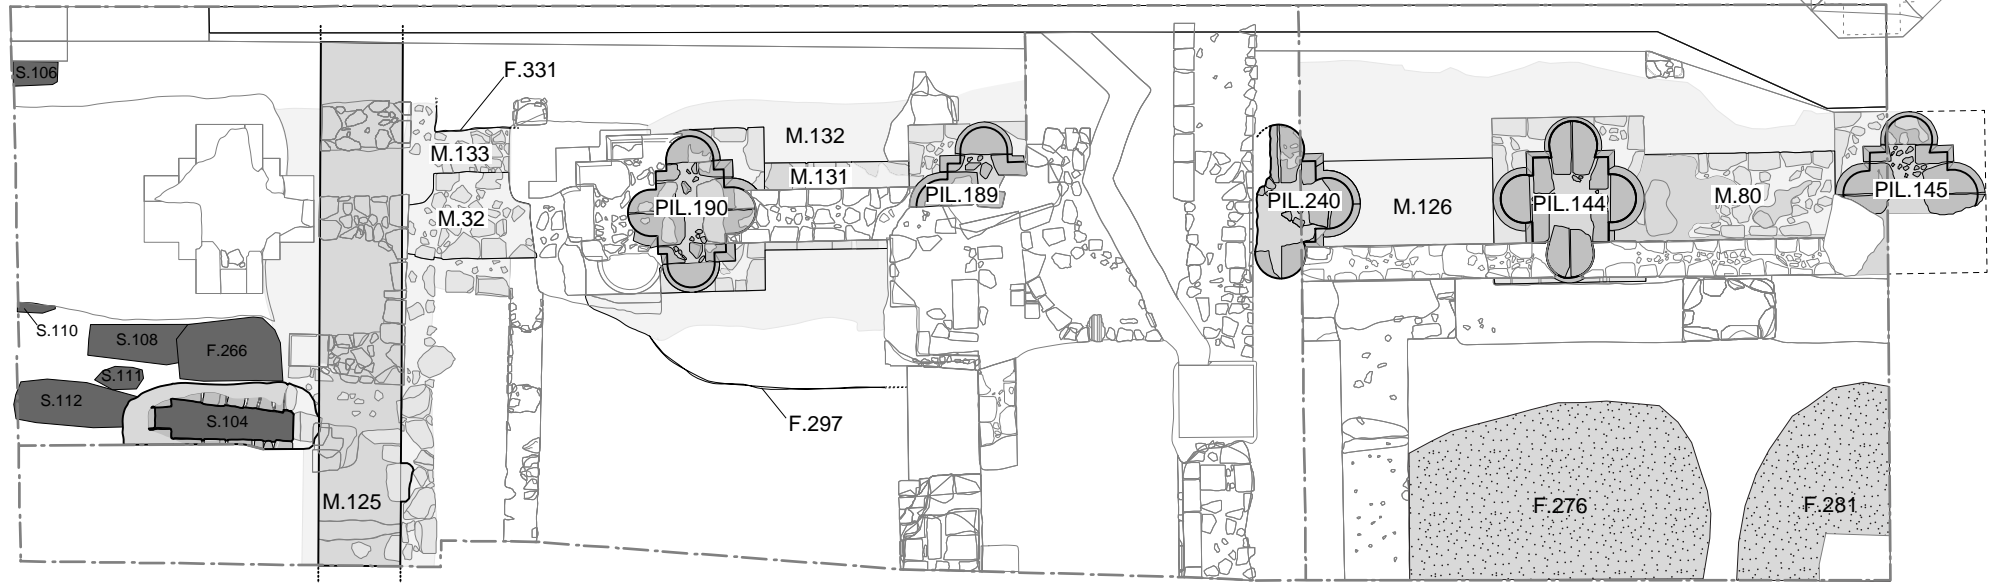 S.106
F.331
M.132
M.133
M.131
M.32
PIL.190
PIL.189
PIL.240
M.126
PIL.144
M.80
PIL.145
S.110
S.108
F.266
S.111
S.112
S.104
F.297
M.125
F.276
F.281